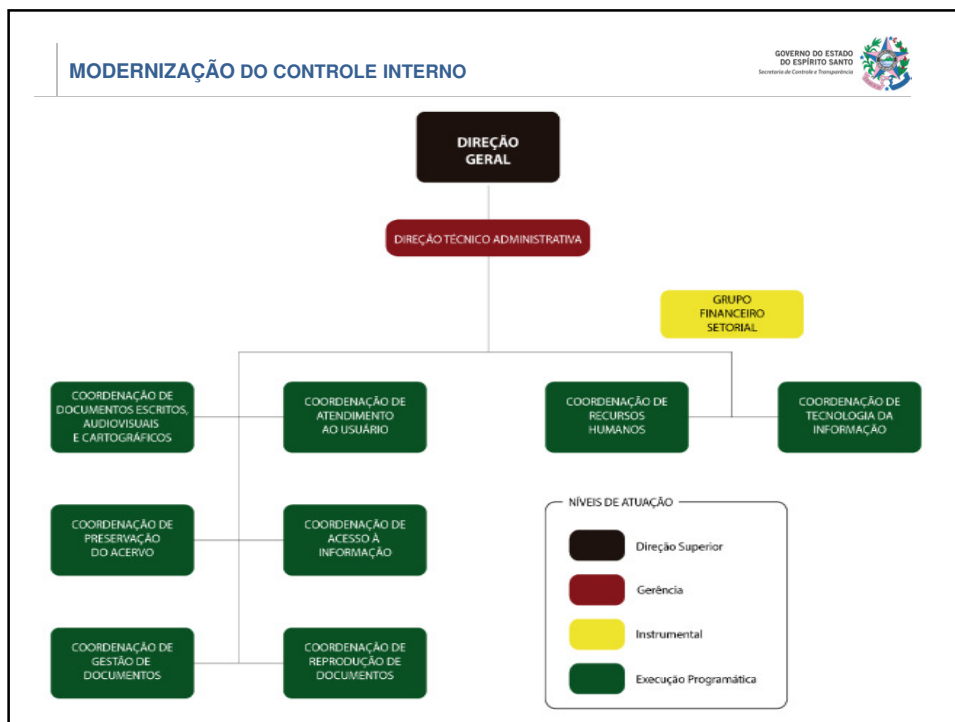 MODERNIZAÇÃO DO CONTROLE INTERNO
GOVERNO DO ESTADO
DO ESPÍRITO SANTO
Secretaria de Controle e Transparência
DIREÇÃO
GERAL
DIREÇÃO TÉCNICO ADMINISTRATIVA
GRUPO
FINANCEIRO
SETORIAL
COORDENAÇÃO DE
DOCUMENTOS ESCRITOS,
AUDIOVISUAIS
E CARTOGRÁFICOS
COORDENAÇÃO DE
ATENDIMENTO
AO USUÁRIO
COORDENAÇÃO DE
RECURSOS
HUMANOS
COORDENAÇÃO DE
TECNOLOGIA DA
INFORMAÇÃO
COORDENAÇÃO DE
PRESERVAÇÃO
DO ACERVO
COORDENAÇÃO DE
ACESSO À
INFORMAÇÃO
COORDENAÇÃO DE
GESTÃO DE
DOCUMENTOS
COORDENAÇÃO DE
REPRODUÇÃO DE
DOCUMENTOS
NÍVEIS DE ATUAÇÃO
Direção Superior
Gerência
Instrumental
Execução Programática